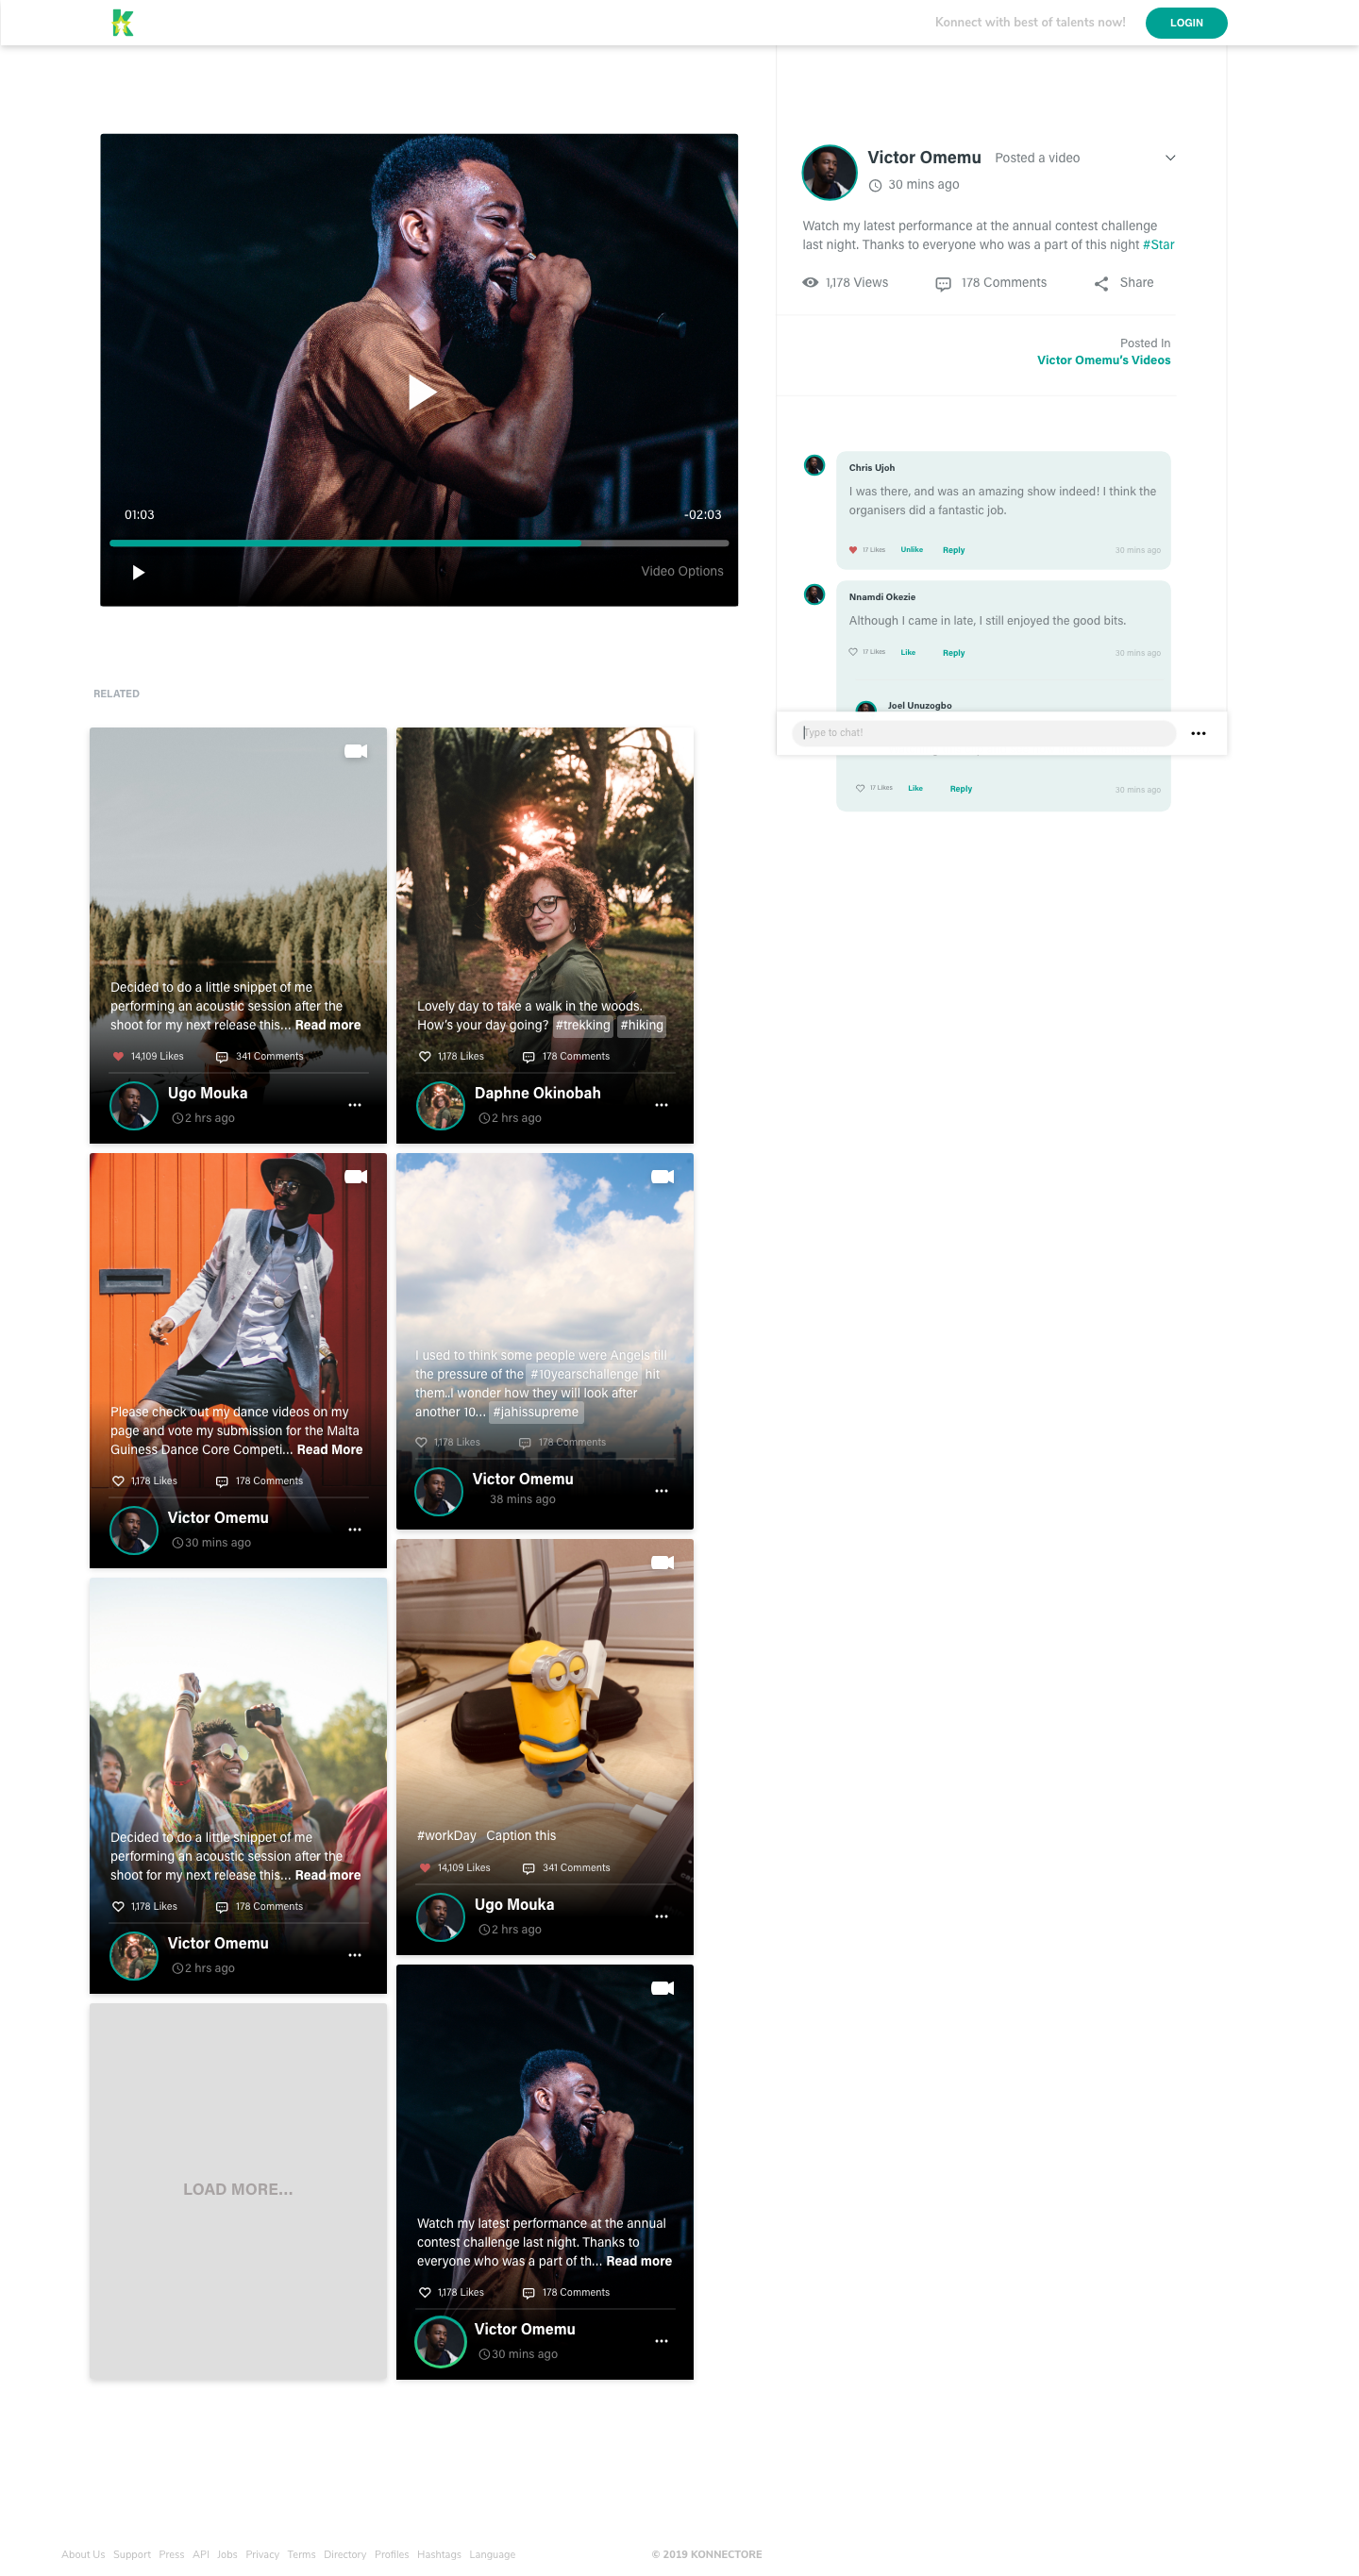 Konnect with best of talents now!
LOGIN
01:03
-02:03
Video Options
Victor Omemu Posted a video
30 mins ago
Watch my latest performance at the annual contest challenge
last night. Thanks to everyone who was a part of this night #Star
1,178 Views 178 Comments Share
Posted In
Victor Omemu's Videos
Chris Ujoh
I was there, and was an amazing show indeed! I think the
organisers did a fantastic job.
17 Likes Unlike Reply 30 mins ago
Nnamdi Okezie
Although I came in late, I still enjoyed the good bits.
17 Likes Like Reply 30 mins ago
Joel Unuzogbo
Type to chat!
17 Likes Like Reply 30 mins ago
RELATED
Decided to do a little snippet of me
performing an acoustic session after the
shoot for my next release this... Read more
14,109 Likes 341 Comments
Ugo Mouka
2 hrs ago
Lovely day to take a walk in the woods.
How's your day going? #trekking #hiking
1,178 Likes 178 Comments
Daphne Okinobah
2 hrs ago
Please check out my dance videos on my
page and vote my submission for the Malta
Guiness Dance Core Competi... Read More
1,178 Likes 178 Comments
Victor Omemu
30 mins ago
I used to think some people were Angels till
the pressure of the #10yearschallenge hit
them..I wonder how they will look after
another 10... #jahissupreme
1,178 Likes 178 Comments
Victor Omemu
38 mins ago
Decided to do a little snippet of me
performing an acoustic session after the
shoot for my next release this... Read more
1,178 Likes 178 Comments
Victor Omemu
2 hrs ago
#workDay Caption this
14,109 Likes 341 Comments
Ugo Mouka
2 hrs ago
LOAD MORE...
Watch my latest performance at the annual
contest challenge last night. Thanks to
everyone who was a part of th... Read more
1,178 Likes 178 Comments
Victor Omemu
30 mins ago
About Us Support Press API Jobs Privacy Terms Directory Profiles Hashtags Language
© 2019 KONNECTORE